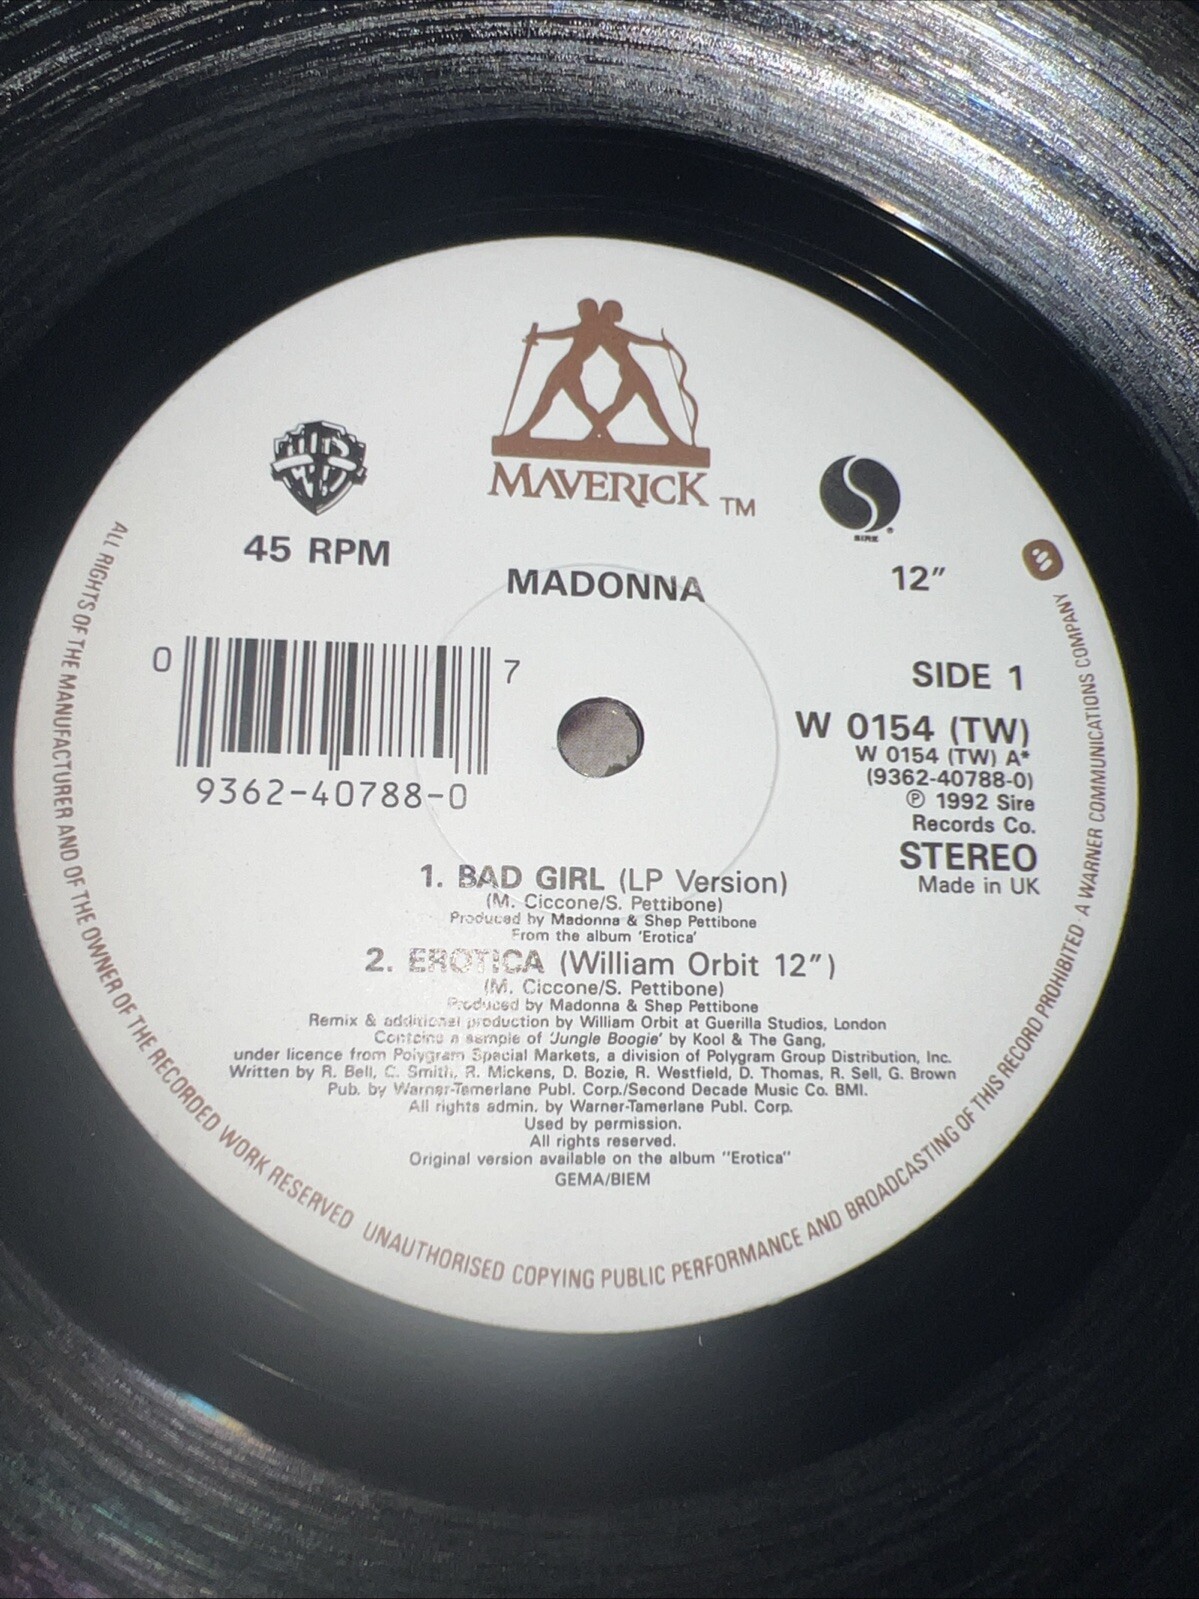 MAVERICK TM
SIRE
45 RPM
MADONNA
12″
0
7
9362-40788-0
SIDE 1
W 0154 (TW)
W 0154 (TW) A*
(9362-40788-0)
℗ 1992 Sire
Records Co.
STEREO
Made in UK
1. BAD GIRL (LP Version)
(M. Ciccone/S. Pettibone)
Produced by Madonna & Shep Pettibone
From the album 'Erotica'
2. EROTICA (William Orbit 12″)
(M. Ciccone/S. Pettibone)
Produced by Madonna & Shep Pettibone
Remix & additional production by William Orbit at Guerilla Studios, London
Contains a sample of 'Jungle Boogie' by Kool & The Gang,
under licence from Polygram Special Markets, a division of Polygram Group Distribution, Inc.
Written by R. Bell, C. Smith, R. Mickens, D. Bozie, R. Westfield, D. Thomas, R. Sell, G. Brown
Pub. by Warner-Tamerlane Publ. Corp./Second Decade Music Co. BMI.
All rights admin. by Warner-Tamerlane Publ. Corp.
Used by permission.
All rights reserved.
Original version available on the album "Erotica"
GEMA/BIEM
ALL RIGHTS OF THE MANUFACTURER AND OF THE OWNER OF THE RECORDED WORK RESERVED UNAUTHORISED COPYING PUBLIC PERFORMANCE AND BROADCASTING OF THIS RECORD PROHIBITED · A WARNER COMMUNICATIONS COMPANY